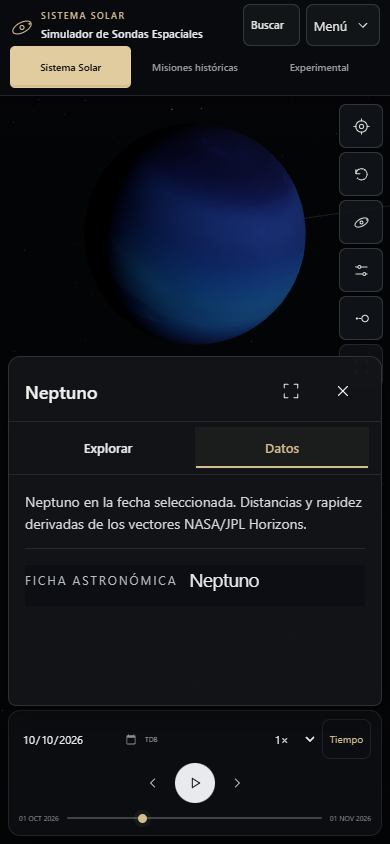 SISTEMA SOLAR
Simulador de Sondas Espaciales
Buscar
Menú
Sistema Solar
Misiones históricas
Experimental
Neptuno
Explorar
Datos
Neptuno en la fecha seleccionada. Distancias y rapidez
derivadas de los vectores NASA/JPL Horizons.
FICHA ASTRONÓMICA Neptuno
10/10/2026
TDB
1×
Tiempo
01 OCT 2026
01 NOV 2026